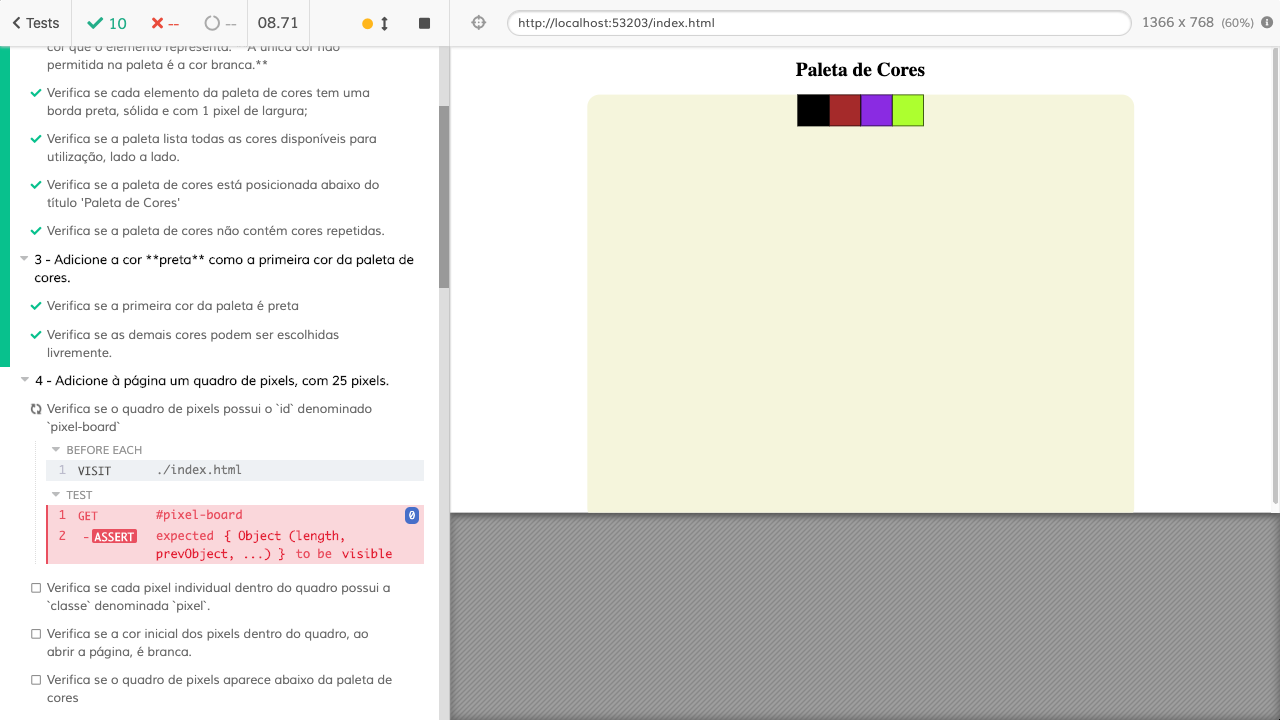 Tests
10
--
--
08.71
http://localhost:53203/index.html
1366 x 768 (60%)
cor que o elemento representa. **A única cor não
permitida na paleta é a cor branca.**
Verifica se cada elemento da paleta de cores tem uma
borda preta, sólida e com 1 pixel de largura;
Verifica se a paleta lista todas as cores disponíveis para
utilização, lado a lado.
Verifica se a paleta de cores está posicionada abaixo do
título 'Paleta de Cores'
Verifica se a paleta de cores não contém cores repetidas.
3 - Adicione a cor **preta** como a primeira cor da paleta de
cores.
Verifica se a primeira cor da paleta é preta
Verifica se as demais cores podem ser escolhidas
livremente.
4 - Adicione à página um quadro de pixels, com 25 pixels.
Verifica se o quadro de pixels possui o `id` denominado
`pixel-board`
BEFORE EACH
1 VISIT ./index.html
TEST
1 GET #pixel-board 0
2 -ASSERT expected { Object (length,
prevObject, ...) } to be visible
Verifica se cada pixel individual dentro do quadro possui a
`classe` denominada `pixel`.
Verifica se a cor inicial dos pixels dentro do quadro, ao
abrir a página, é branca.
Verifica se o quadro de pixels aparece abaixo da paleta de
cores
Paleta de Cores